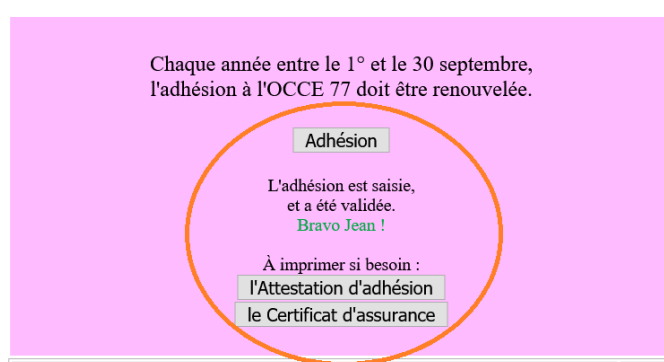 Chaque année entre le 1° et le 30 septembre,
l'adhésion à l'OCCE 77 doit être renouvelée.
Adhésion
L'adhésion est saisie,
et a été validée.
Bravo Jean !
À imprimer si besoin :
l'Attestation d'adhésion
le Certificat d'assurance